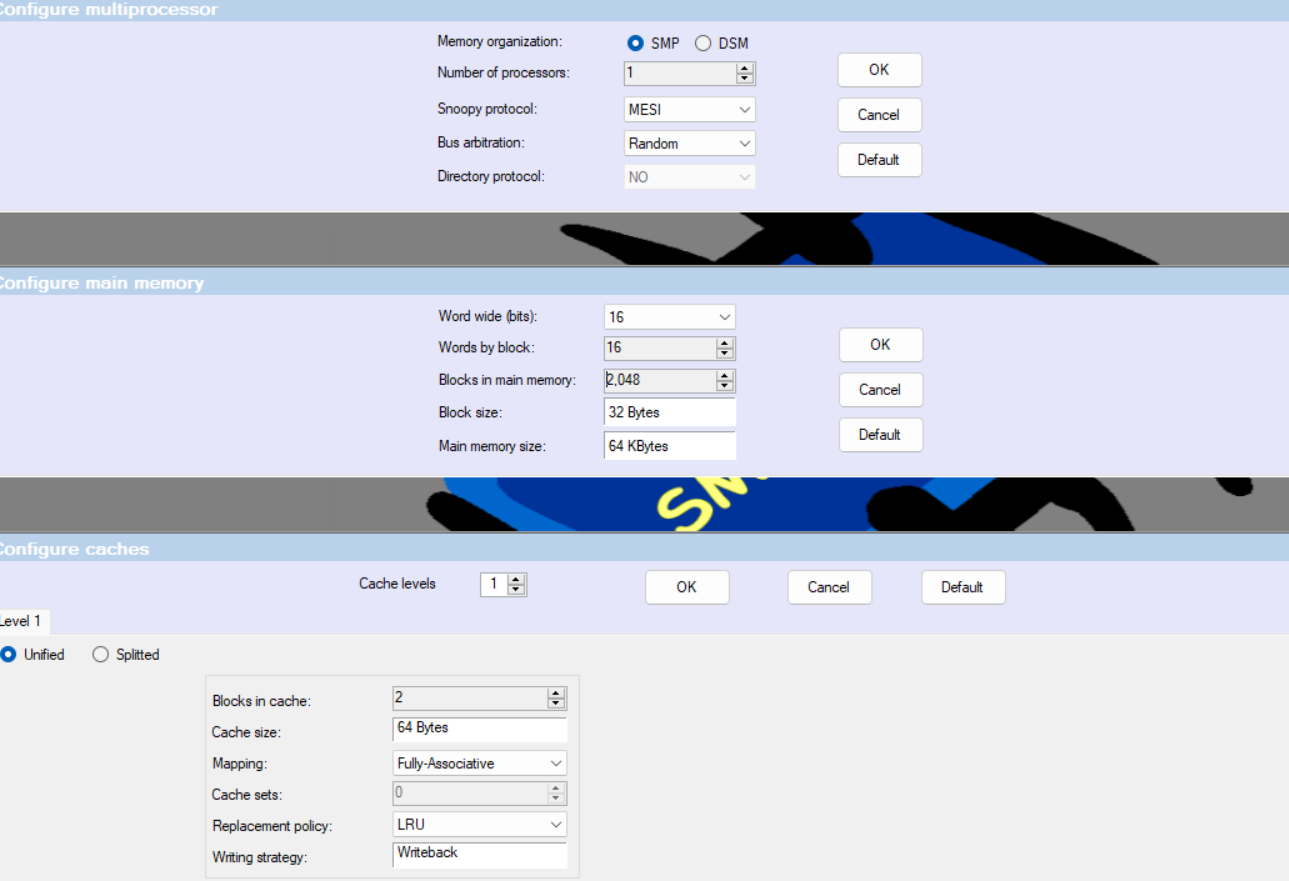 Configure multiprocessor
Memory organization: SMP DSM
Number of processors: 1 OK
Snoopy protocol: MESI Cancel
Bus arbitration: Random
Default
Directory protocol: NO
Configure main memory
Word wide (bits): 16
Words by block: 16 OK
Blocks in main memory: 2,048 Cancel
Block size: 32 Bytes
Default
Main memory size: 64 KBytes
Configure caches
Cache levels 1 OK Cancel Default
Level 1
Unified Splitted
Blocks in cache: 2
Cache size: 64 Bytes
Mapping: Fully-Associative
Cache sets: 0
Replacement policy: LRU
Writing strategy: Writeback